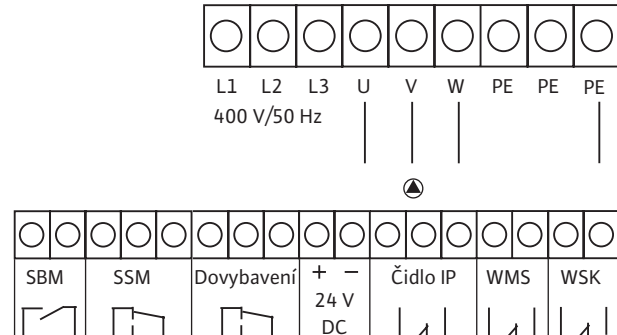 L1 L2 L3 U V W PE PE PE
400 V/50 Hz
SBM SSM Dovybavení + − Čidlo IP WMS WSK
24 V
DC